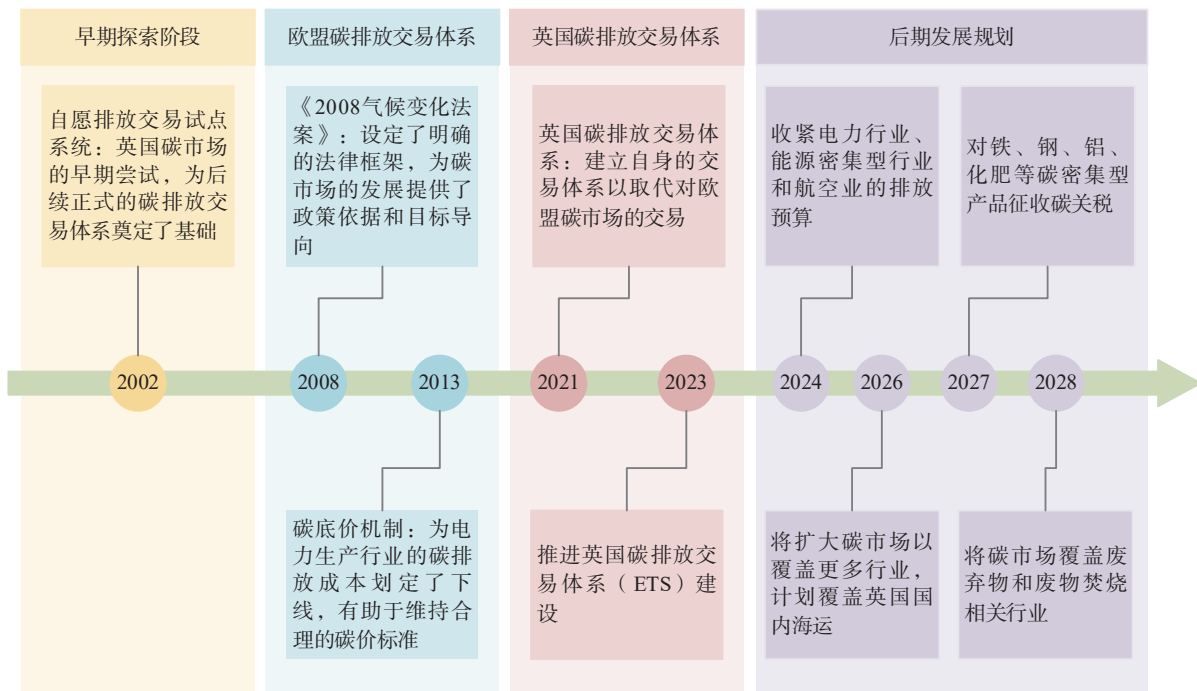 早期探索阶段
自愿排放交易试点
系统：英国碳市场
的早期尝试，为后
续正式的碳排放交
易体系奠定了基础
欧盟碳排放交易体系
《2008气候变化法
案》：设定了明确
的法律框架，为碳
市场的发展提供了
政策依据和目标导
向
英国碳排放交易体系
英国碳排放交易体
系：建立自身的交
易体系以取代对欧
盟碳市场的交易
后期发展规划
收紧电力行业、
能源密集型行业
和航空业的排放
预算
对铁、钢、铝、
化肥等碳密集型
产品征收碳关税
2002
2008
2013
2021
2023
2024
2026
2027
2028
碳底价机制：为电
力生产行业的碳排
放成本划定了下
线，有助于维持合
理的碳价标准
推进英国碳排放交
易体系（ETS）建
设
将扩大碳市场以
覆盖更多行业，
计划覆盖英国国
内海运
将碳市场覆盖废
弃物和废物焚烧
相关行业